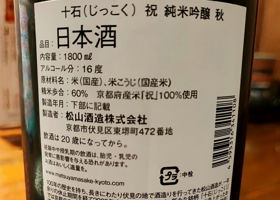 十石(じっこく) 祝 純米吟醸 秋
品目: 日本酒
内容量: 1800㎖
アルコール分: 16度
原材料名: 米(国産)、米こうじ(国産米)
精米歩合: 60% 京都府産米「祝」100%使用
製造年月: 下部に記載
製造者: 松山酒造株式会社
京都市伏見区東堺町472番地
飲酒は20歳になってから。
妊娠中や授乳期の飲酒は、胎児・乳児の
中栓
www.matsuyamasake-kyoto.com